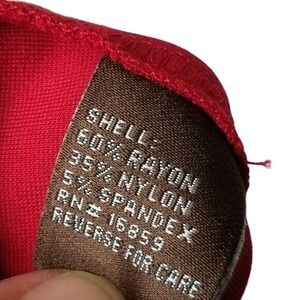 SHELL:
60% RAYON
35% NYLON
5% SPANDEX
RN# 16859
REVERSE FOR CARE